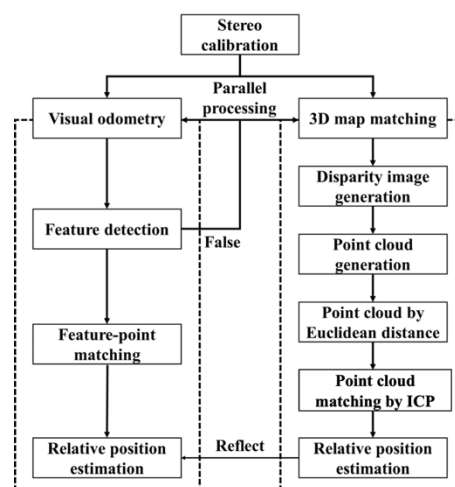 Stereo
calibration
Parallel
processing
Visual odometry
3D map matching
Disparity image
generation
Feature detection
False
Point cloud
generation
Point cloud by
Euclidean distance
Feature-point
matching
Point cloud
matching by ICP
Relative position
estimation
Reflect
Relative position
estimation